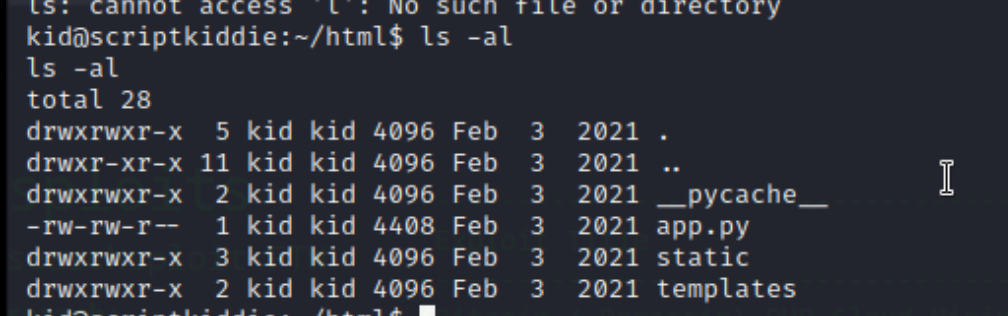 ls: cannot access 'l': No such file or directory
kid@scriptkiddie:~/html$ ls -al
ls -al
total 28
drwxrwxr-x  5 kid kid 4096 Feb  3  2021 .
drwxr-xr-x 11 kid kid 4096 Feb  3  2021 ..
drwxrwxr-x  2 kid kid 4096 Feb  3  2021 __pycache__
-rw-rw-r--  1 kid kid 4408 Feb  3  2021 app.py
drwxrwxr-x  3 kid kid 4096 Feb  3  2021 static
drwxrwxr-x  2 kid kid 4096 Feb  3  2021 templates
kid@scriptkiddie:~/html$